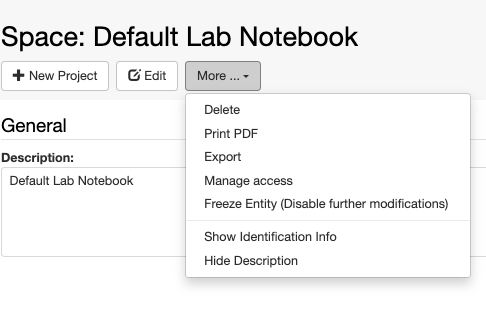 Space: Default Lab Notebook
New Project
Edit
More ...
Delete
Print PDF
Export
Manage access
Freeze Entity (Disable further modifications)
Show Identification Info
Hide Description
General
Description:
Default Lab Notebook